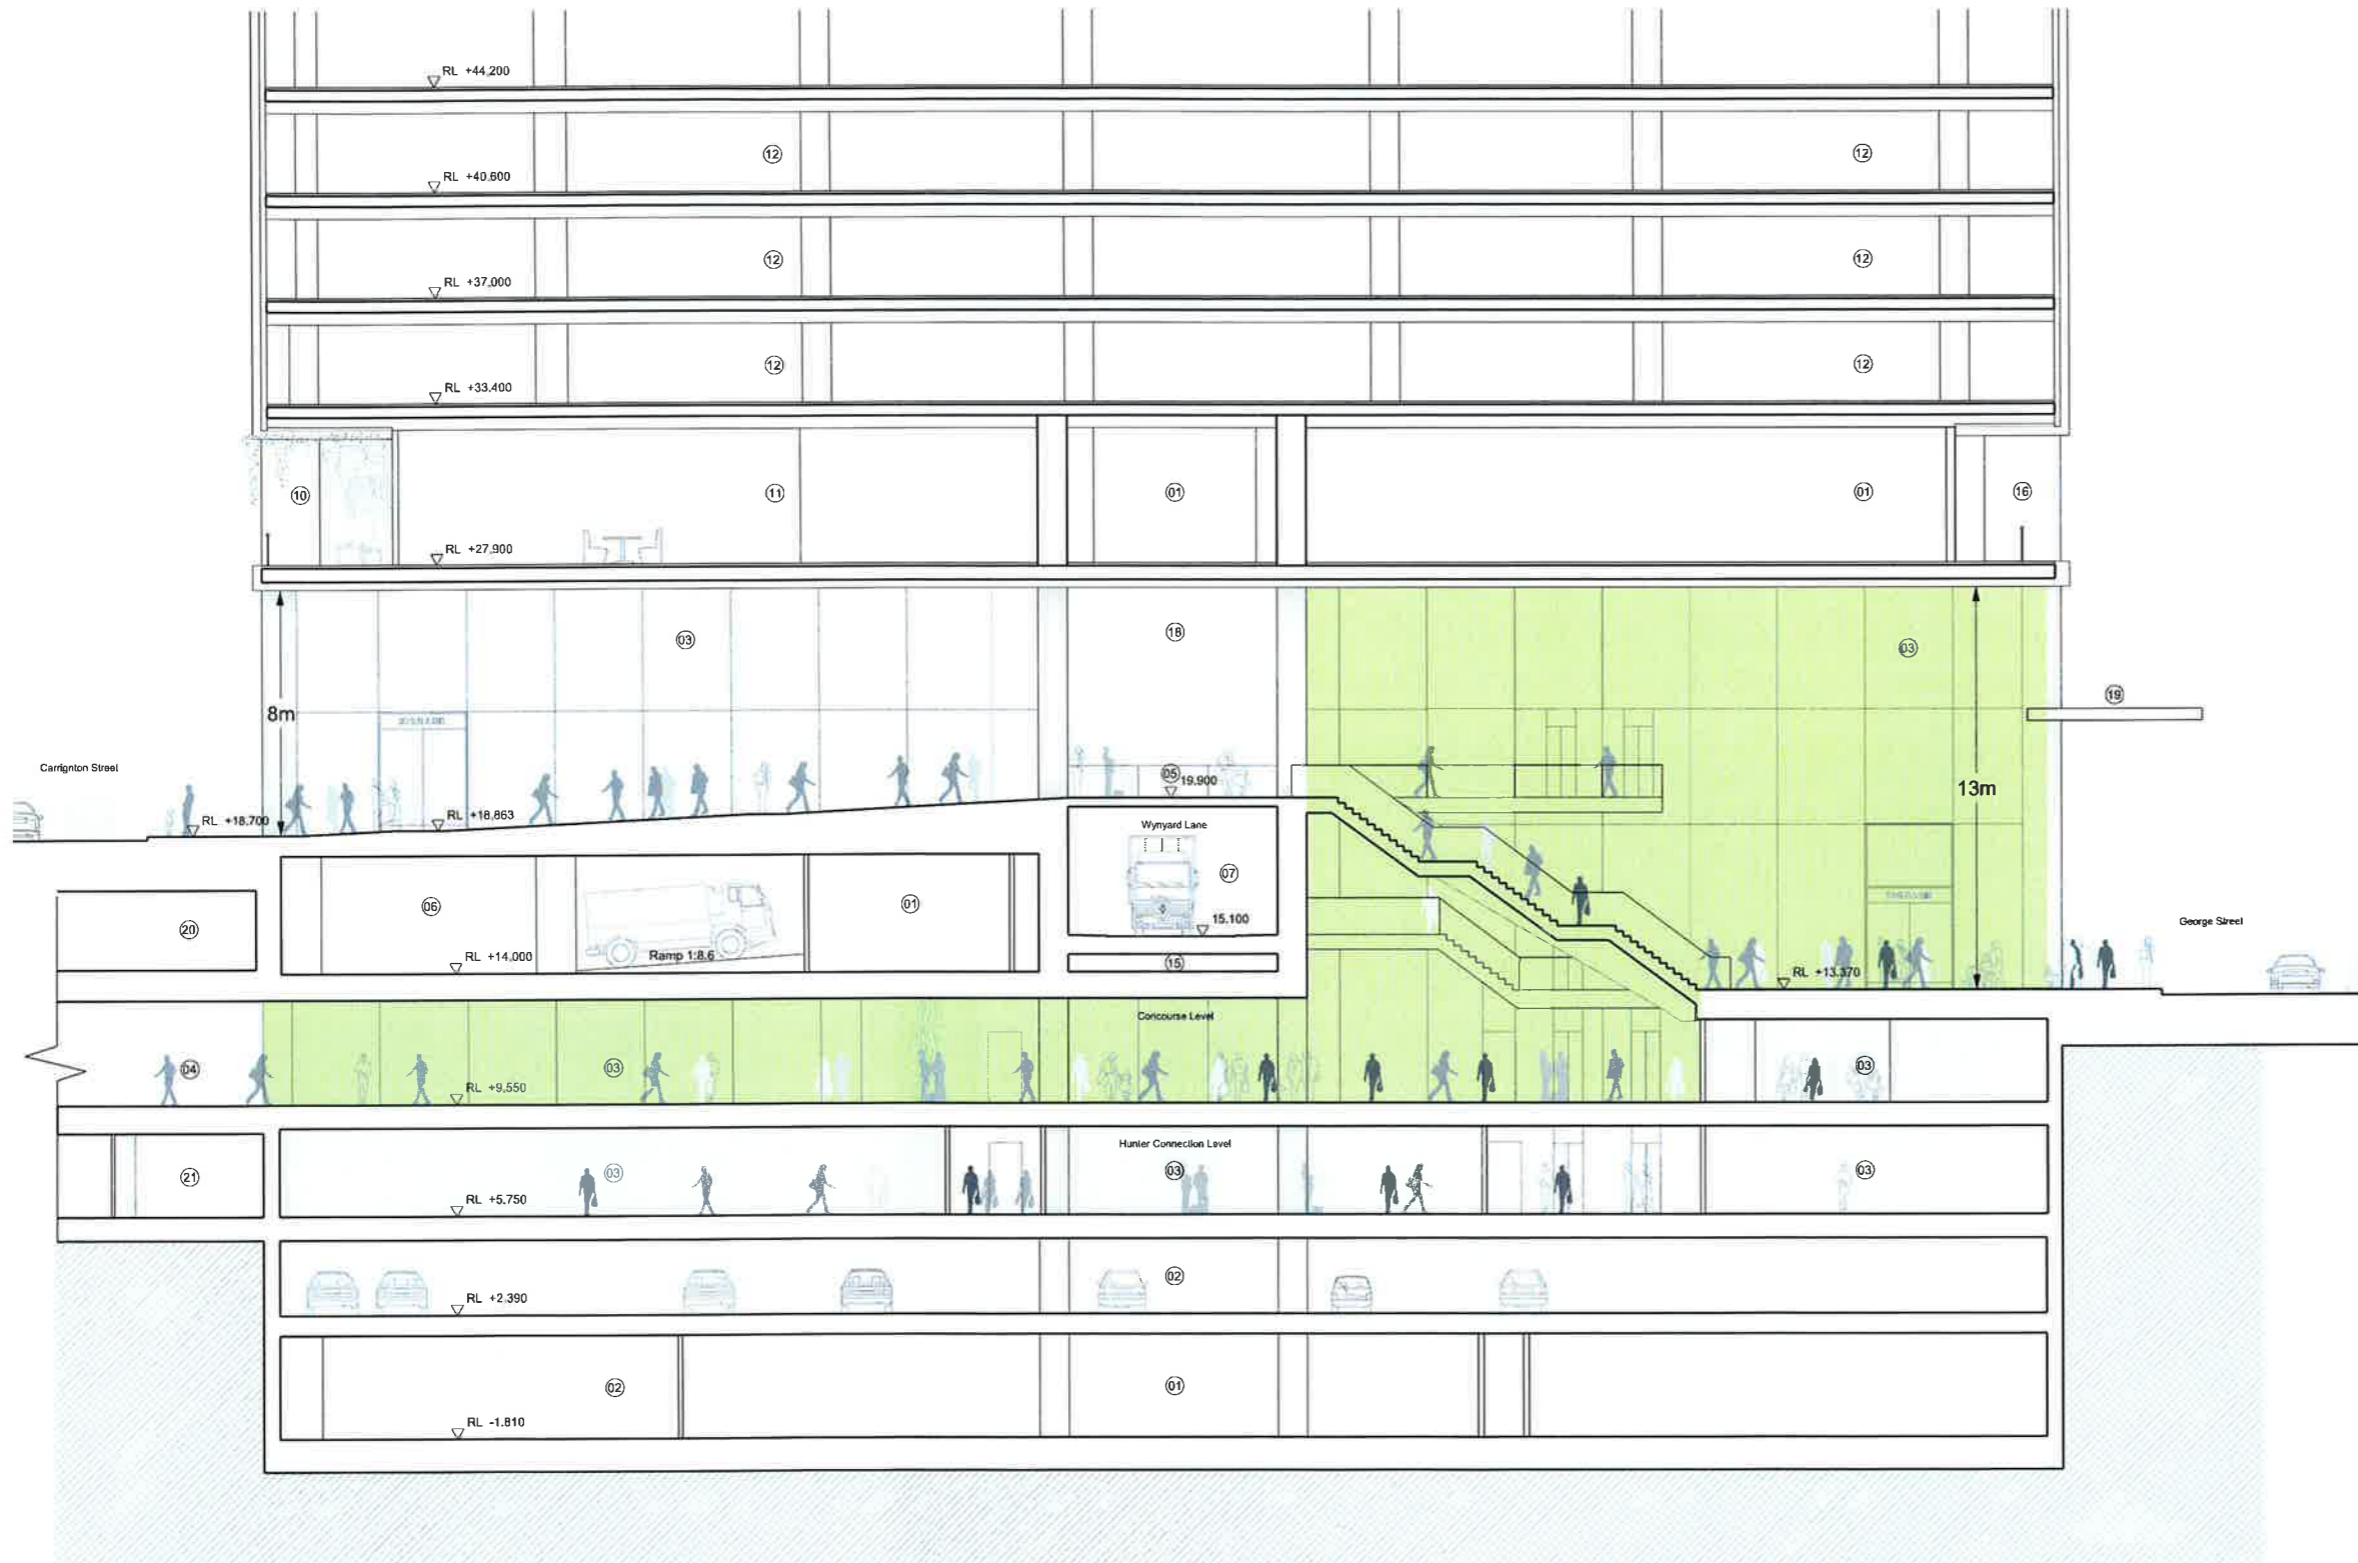 RL +44,200
12
12
RL +40.600
12
12
RL +37,000
12
12
RL +33,400
10
11
01
01
16
RL +27,900
03
18
03
19
8m
Carrignton Street
05
19.900
13m
RL +18.700
RL +18,863
Wynyard Lane
07
06
01
20
15.100
George Street
RL +14,000
Ramp 1:8.6
15
RL +13.370
Concourse Level
04
03
03
RL +9,550
Hunter Connection Level
21
03
03
03
RL +5.750
02
RL +2.390
02
01
RL -1.810